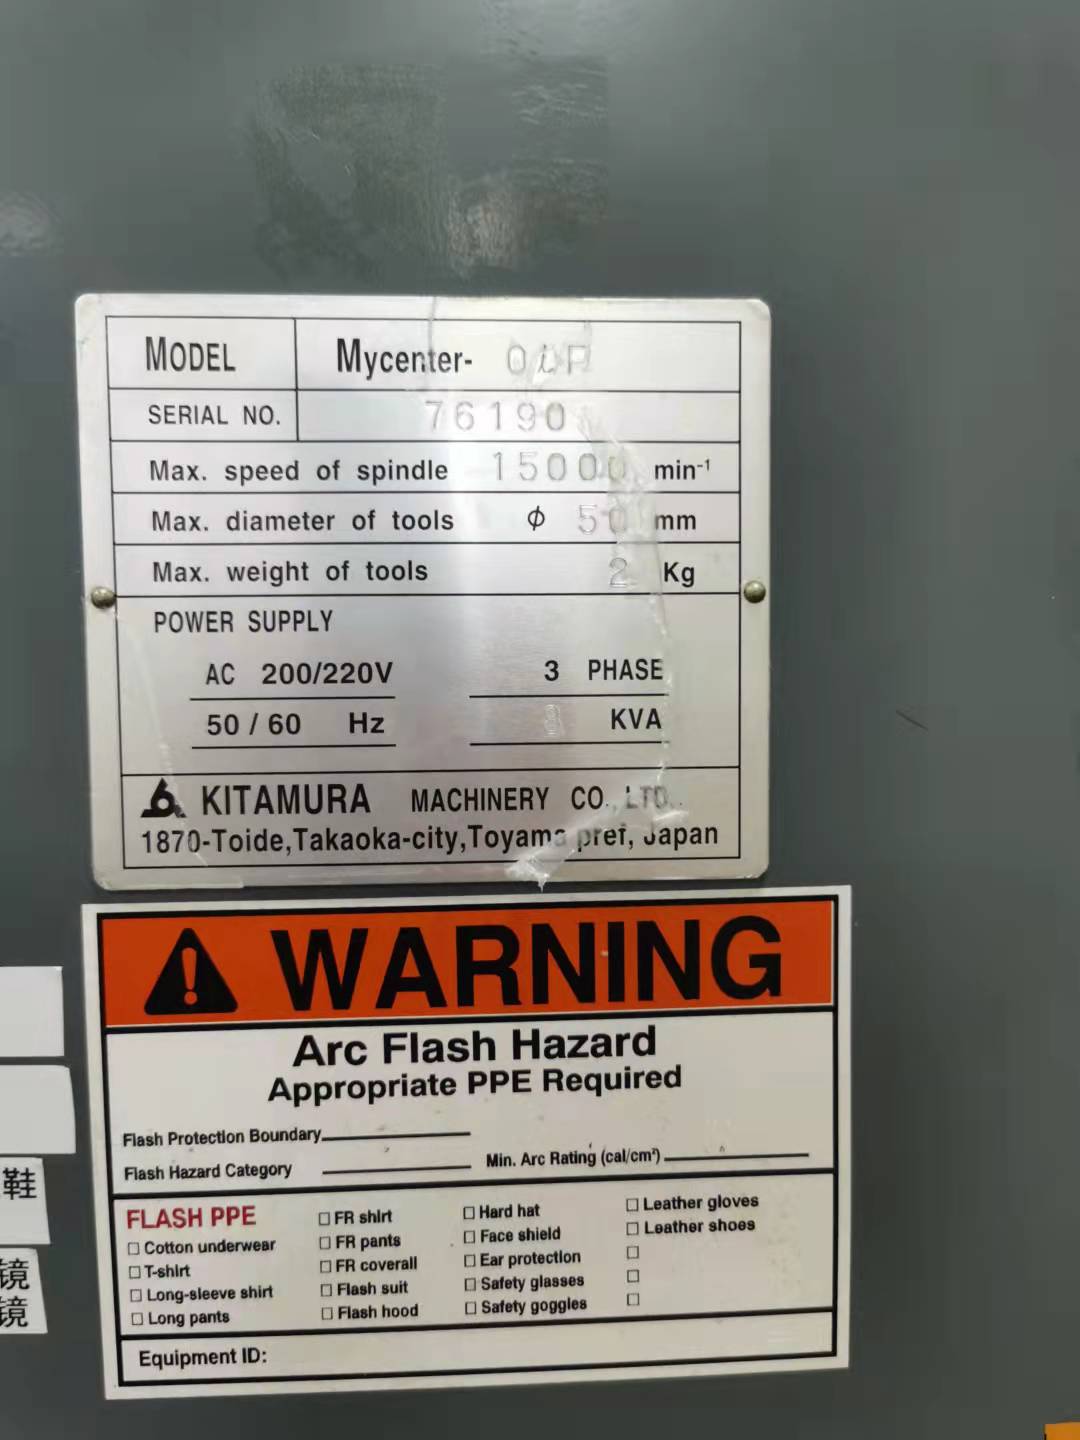 MODEL Mycenter-
SERIAL NO. 76190
Max. speed of spindle 15000 min⁻¹
Max. diameter of tools ϕ 50 mm
Max. weight of tools 2 Kg
POWER SUPPLY
AC 200/220V 3 PHASE
50 / 60 Hz KVA
KITAMURA MACHINERY CO., LTD.
1870-Toide,Takaoka-city,Toyama pref, Japan
WARNING
Arc Flash Hazard
Appropriate PPE Required
Flash Protection Boundary
Flash Hazard Category Min. Arc Rating (cal/cm²)
FLASH PPE
Cotton underwear
T-shirt
Long-sleeve shirt
Long pants
FR shirt
FR pants
FR coverall
Flash suit
Flash hood
Hard hat
Face shield
Ear protection
Safety glasses
Safety goggles
Leather gloves
Leather shoes
Equipment ID:
鞋
镜
镜